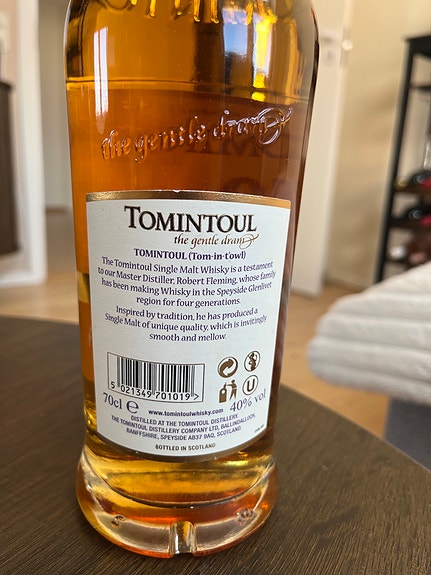 the gentle dram
TOMINTOUL
the gentle dram
TOMINTOUL (Tom-in-t'owl)
The Tomintoul Single Malt Whisky is a testament
to our Master Distiller, Robert Fleming, whose family
has been making Whisky in the Speyside Glenlivet
region for four generations.
Inspired by tradition, he has produced a
Single Malt of unique quality, which is invitingly
smooth and mellow.
5 021349 701019 >
70cl e www.tomintoulwhisky.com 40% vol
DISTILLED AT THE TOMINTOUL DISTILLERY.
THE TOMINTOUL DISTILLERY COMPANY LTD, BALLINDALLOCH,
BANFFSHIRE, SPEYSIDE AB37 9AQ, SCOTLAND.
BOTTLED IN SCOTLAND